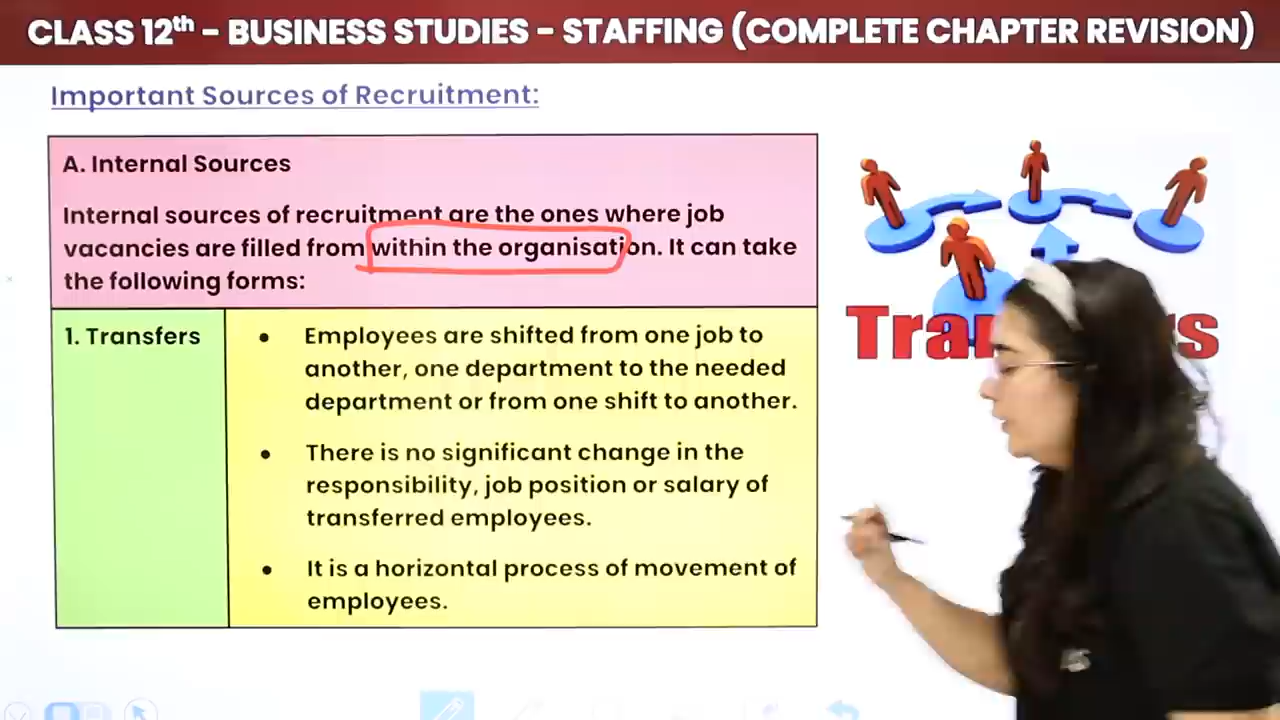 CLASS 12th - BUSINESS STUDIES - STAFFING (COMPLETE CHAPTER REVISION)
Important Sources of Recruitment:
A. Internal Sources
Internal sources of recruitment are the ones where job
vacancies are filled from within the organisation. It can take
the following forms:
1. Transfers
• Employees are shifted from one job to
another, one department to the needed
department or from one shift to another.
• There is no significant change in the
responsibility, job position or salary of
transferred employees.
• It is a horizontal process of movement of
employees.